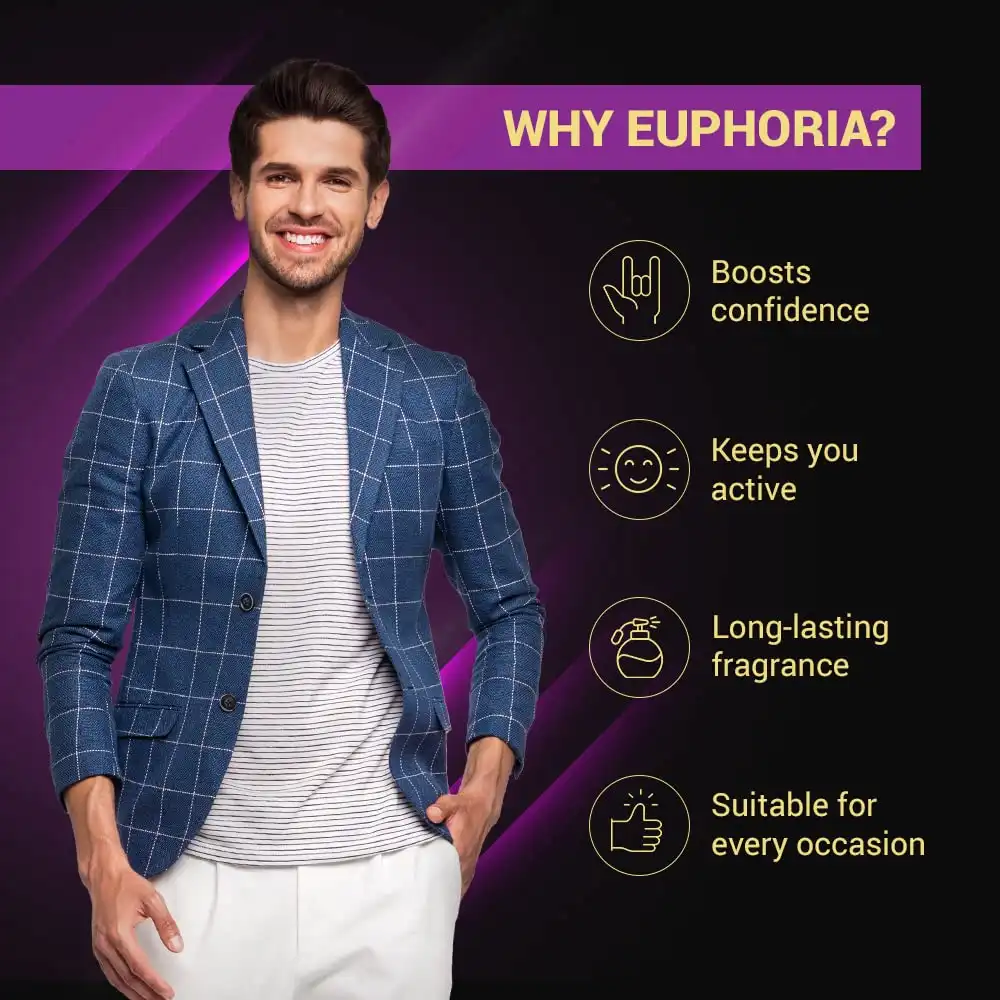 WHY EUPHORIA?
Boosts
confidence
Keeps you
active
Long-lasting
fragrance
Suitable for
every occasion